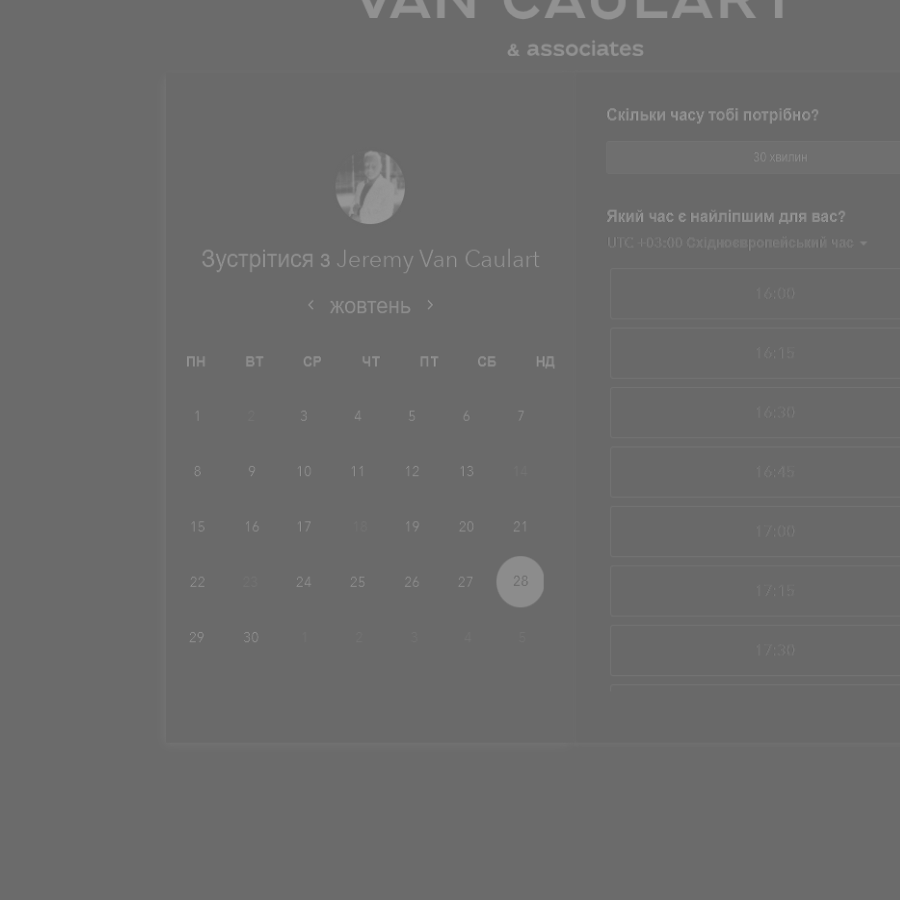 VAN CAULART
& associates
Зустрітися з Jeremy Van Caulart
жовтень
ПН ВТ СР ЧТ ПТ СБ НД
1 2 3 4 5 6 7
8 9 10 11 12 13 14
15 16 17 18 19 20 21
22 23 24 25 26 27 28
29 30 1 2 3 4 5
Скільки часу тобі потрібно?
30 хвилин
Який час є найліпшим для вас?
UTC +03:00 Східноєвропейський час
16:00
16:15
16:30
16:45
17:00
17:15
17:30